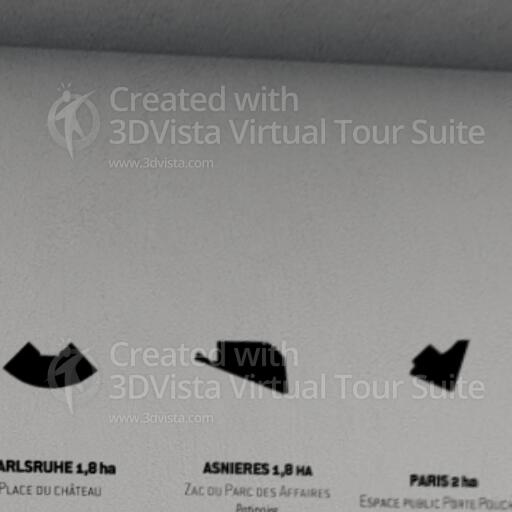 Created with
3DVista Virtual Tour Suite
www.3dvista.com
Created with
3DVista Virtual Tour Suite
www.3dvista.com
ARLSRUHE 1,8 ha
PLACE DU CHÂTEAU
ASNIERES 1,8 HA
ZAC DU PARC DES AFFAIRES
PARIS 2 ha
ESPACE PUBLIC PORTE POUCH